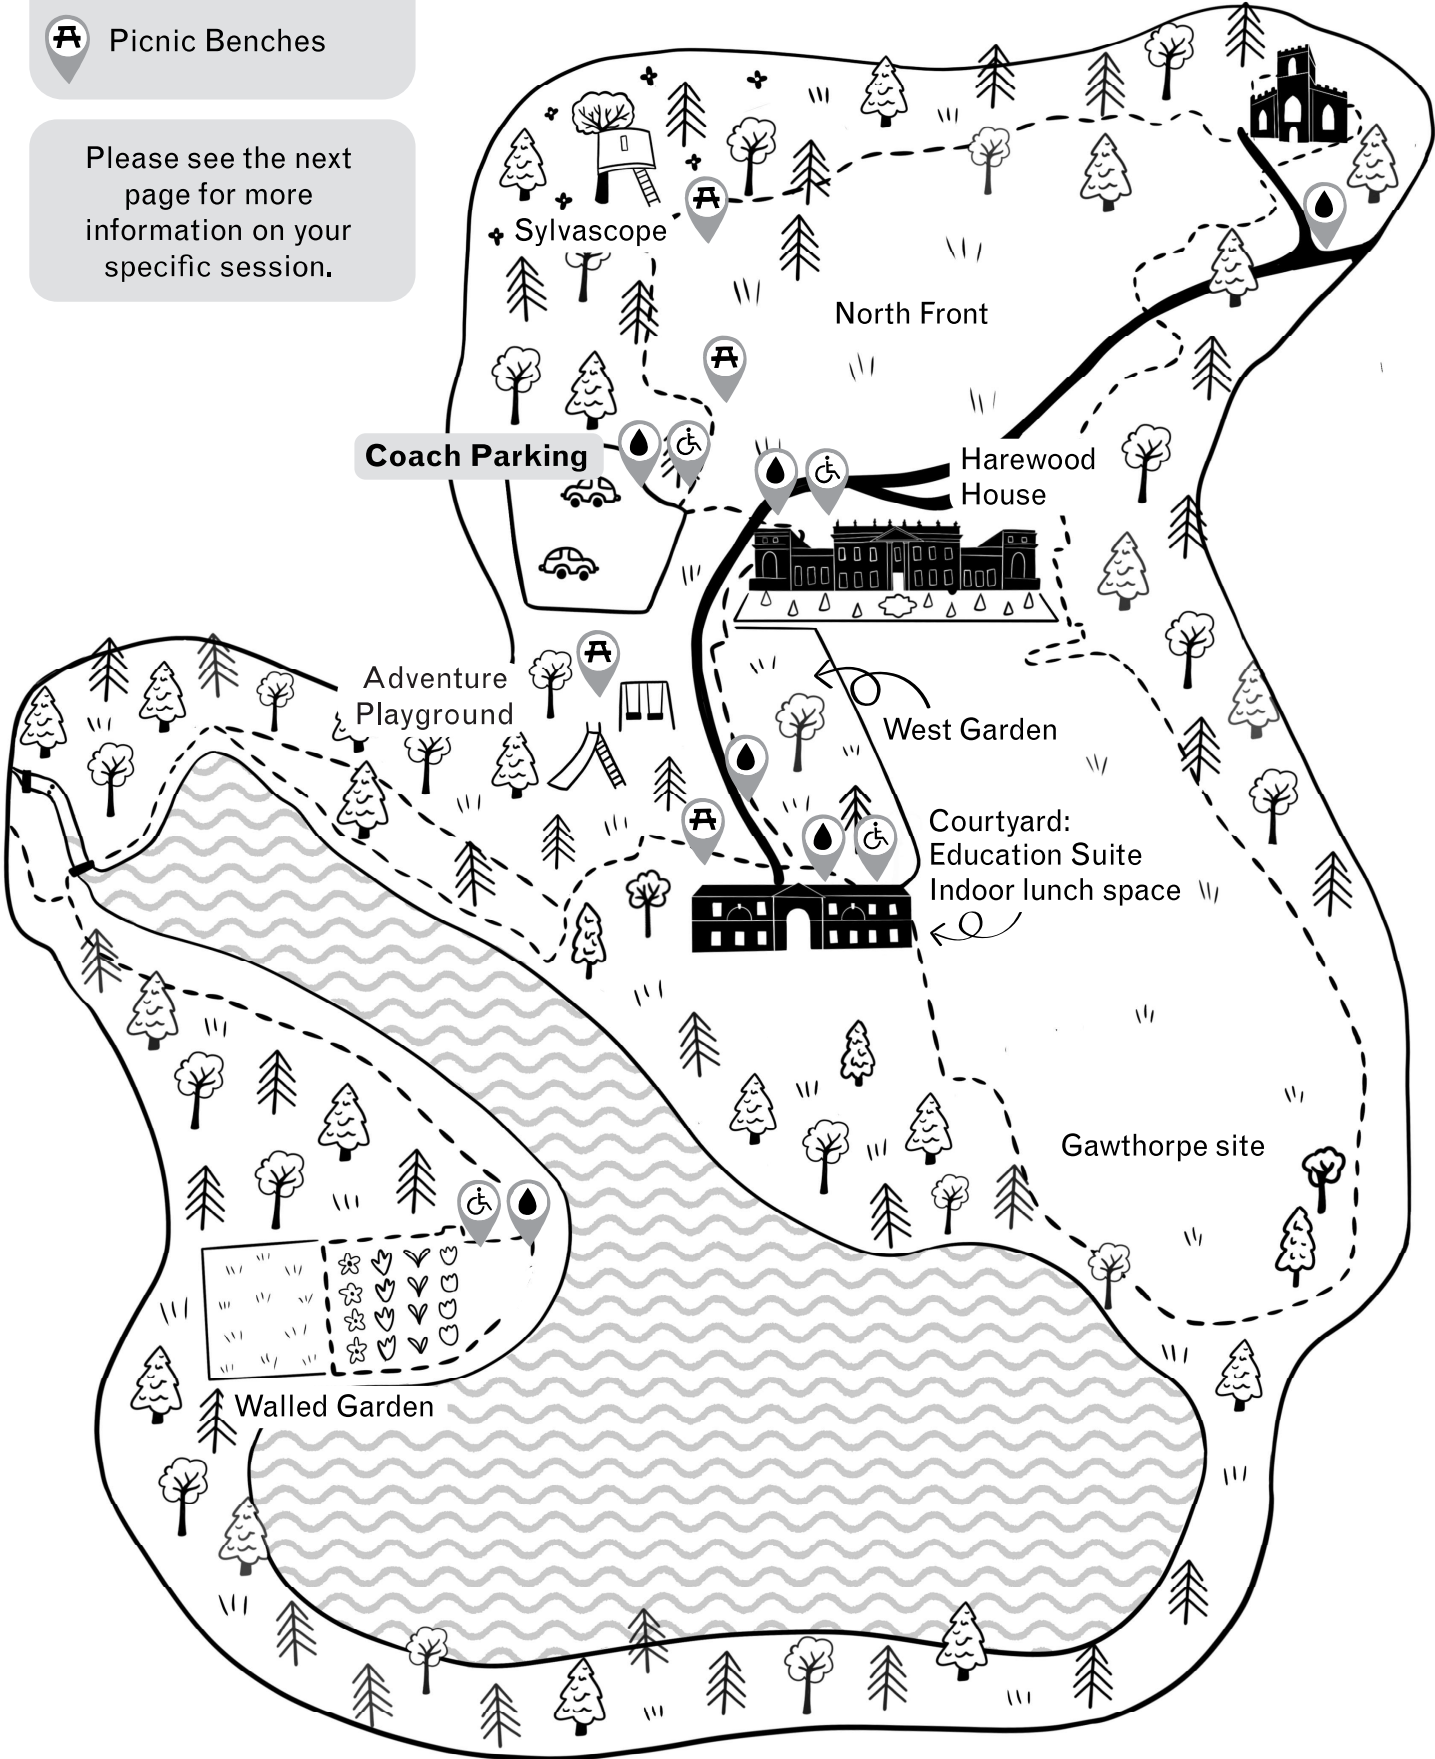 Picnic Benches
Please see the next
page for more
information on your
specific session.
Sylvascope
North Front
Coach Parking
Harewood
House
Adventure
Playground
West Garden
Courtyard:
Education Suite
Indoor lunch space
Gawthorpe site
Walled Garden